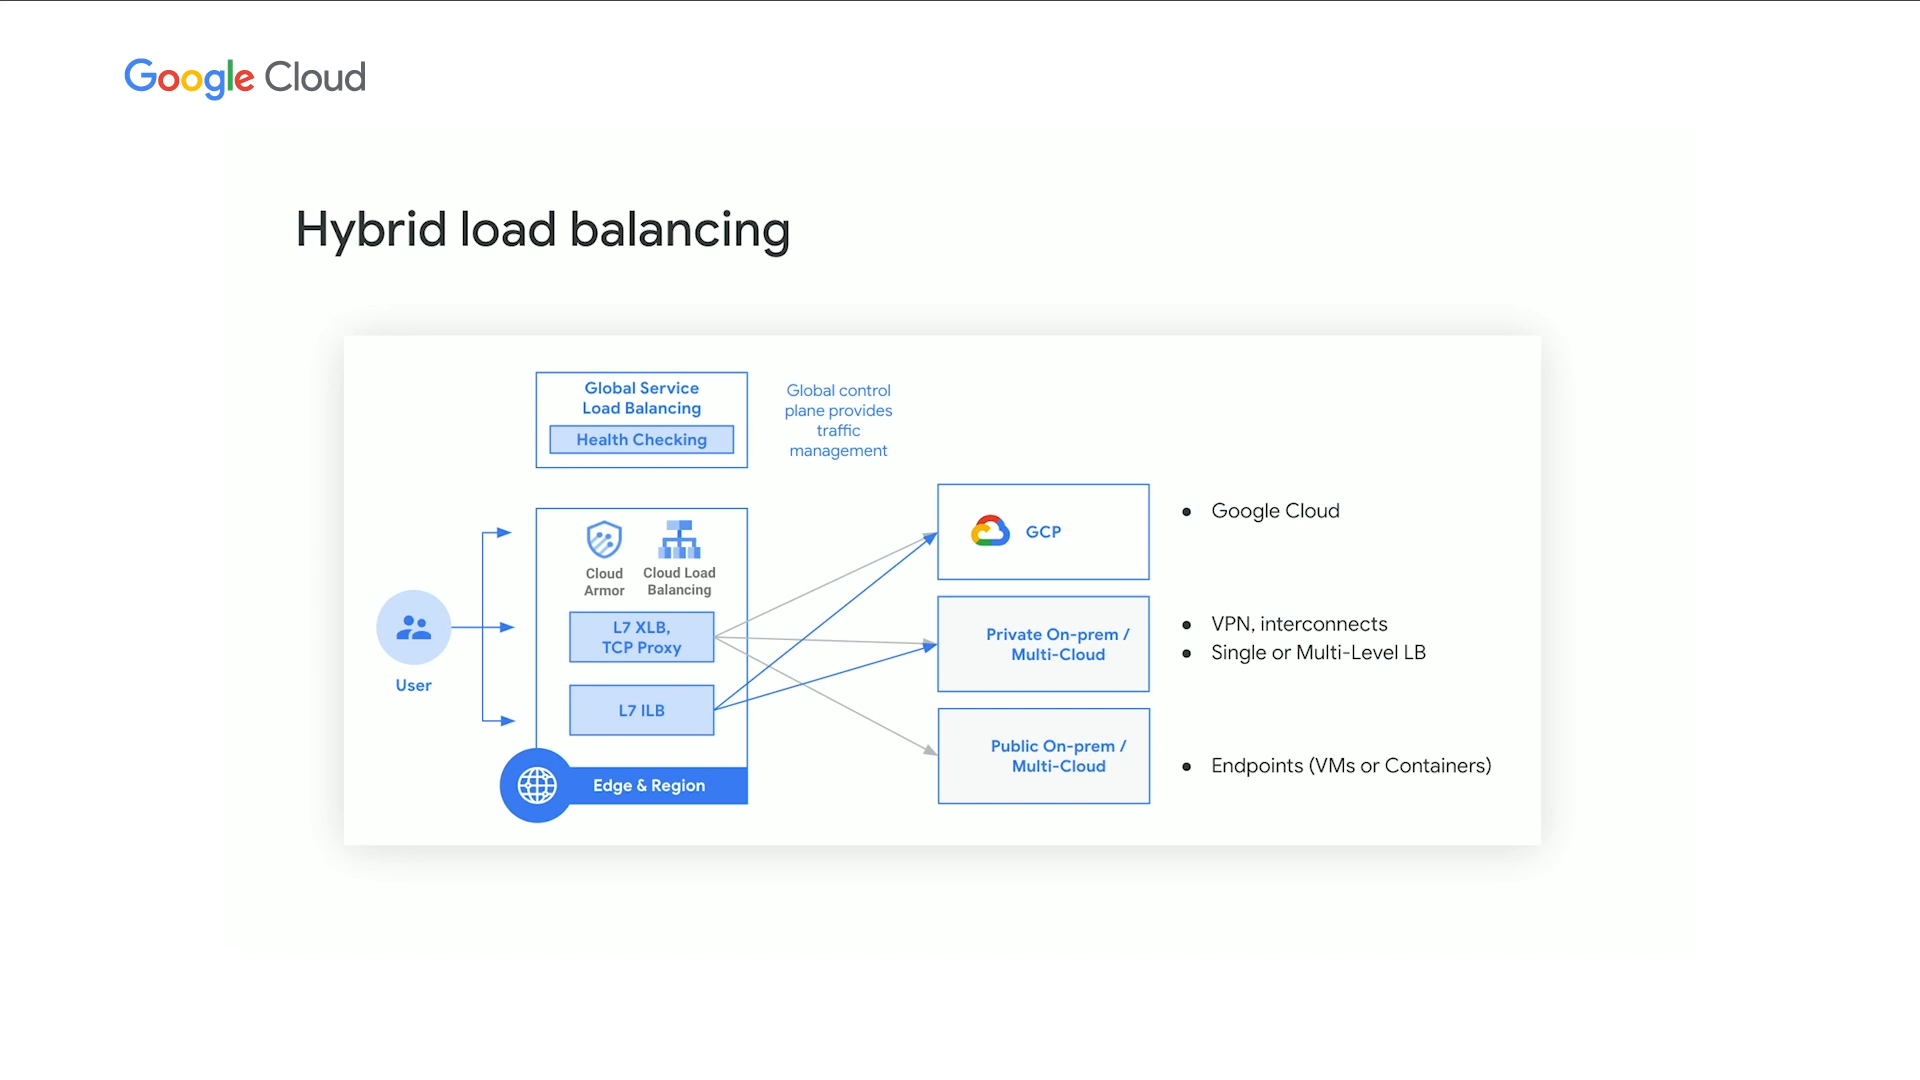 Google Cloud
Hybrid load balancing
Global Service
Load Balancing
Health Checking
Global control
plane provides
traffic
management
User
Cloud
Armor
Cloud Load
Balancing
L7 XLB,
TCP Proxy
L7 ILB
Edge & Region
GCP
• Google Cloud
Private On-prem /
Multi-Cloud
• VPN, interconnects
• Single or Multi-Level LB
Public On-prem /
Multi-Cloud
• Endpoints (VMs or Containers)